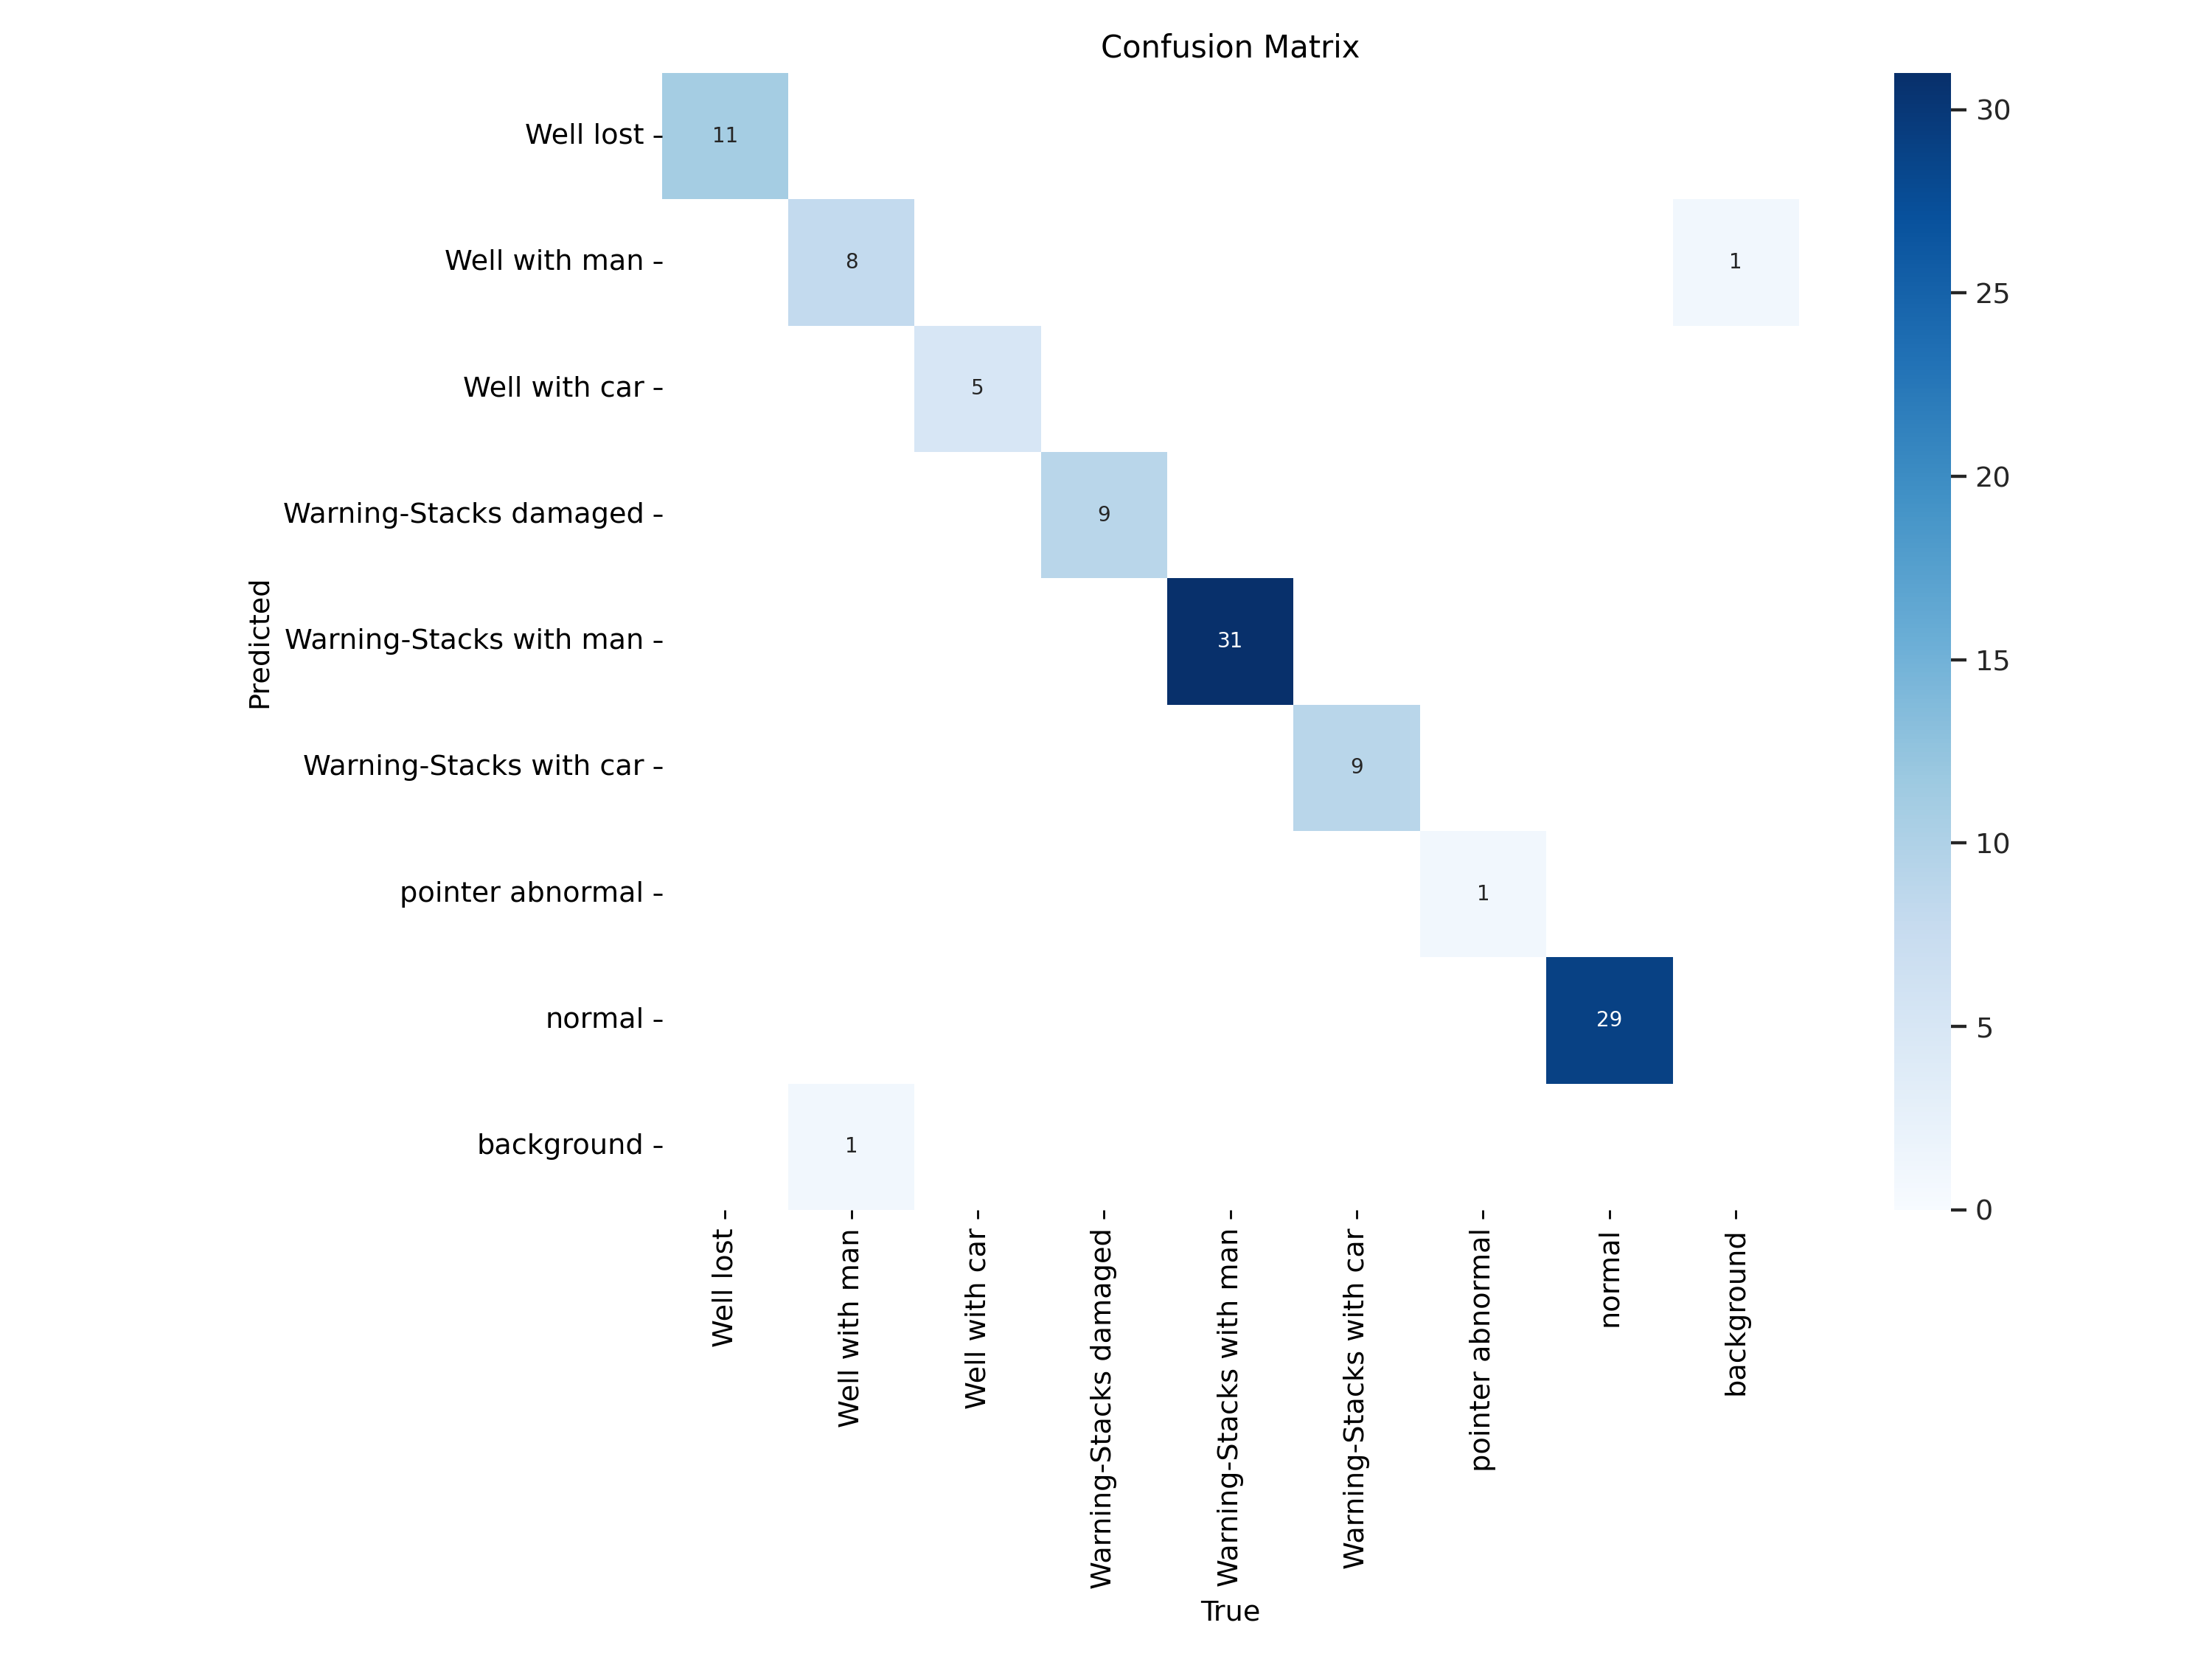 Confusion Matrix
Well lost
11
Well with man
8
1
Well with car
5
Warning-Stacks damaged
9
Warning-Stacks with man
31
Warning-Stacks with car
9
pointer abnormal
1
normal
29
background
1
Predicted
Well lost
Well with man
Well with car
Warning-Stacks damaged
Warning-Stacks with man
Warning-Stacks with car
pointer abnormal
normal
background
True
30
25
20
15
10
5
0